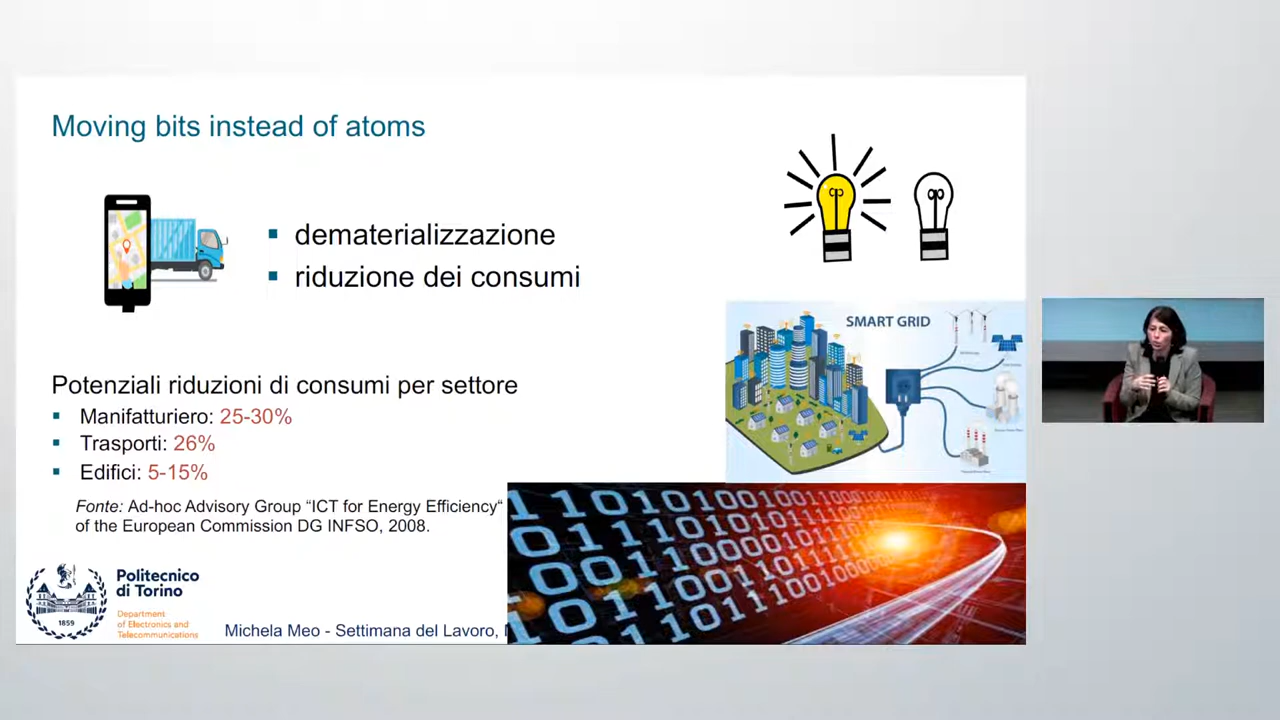 Moving bits instead of atoms
▪ dematerializzazione
▪ riduzione dei consumi
SMART GRID
Potenziali riduzioni di consumi per settore
▪ Manifatturiero: 25-30%
▪ Trasporti: 26%
▪ Edifici: 5-15%
Fonte: Ad-hoc Advisory Group “ICT for Energy Efficiency“
of the European Commission DG INFSO, 2008.
Politecnico
di Torino
1859
Department
of Electronics and
Telecommunications
Michela Meo - Settimana del Lavoro,